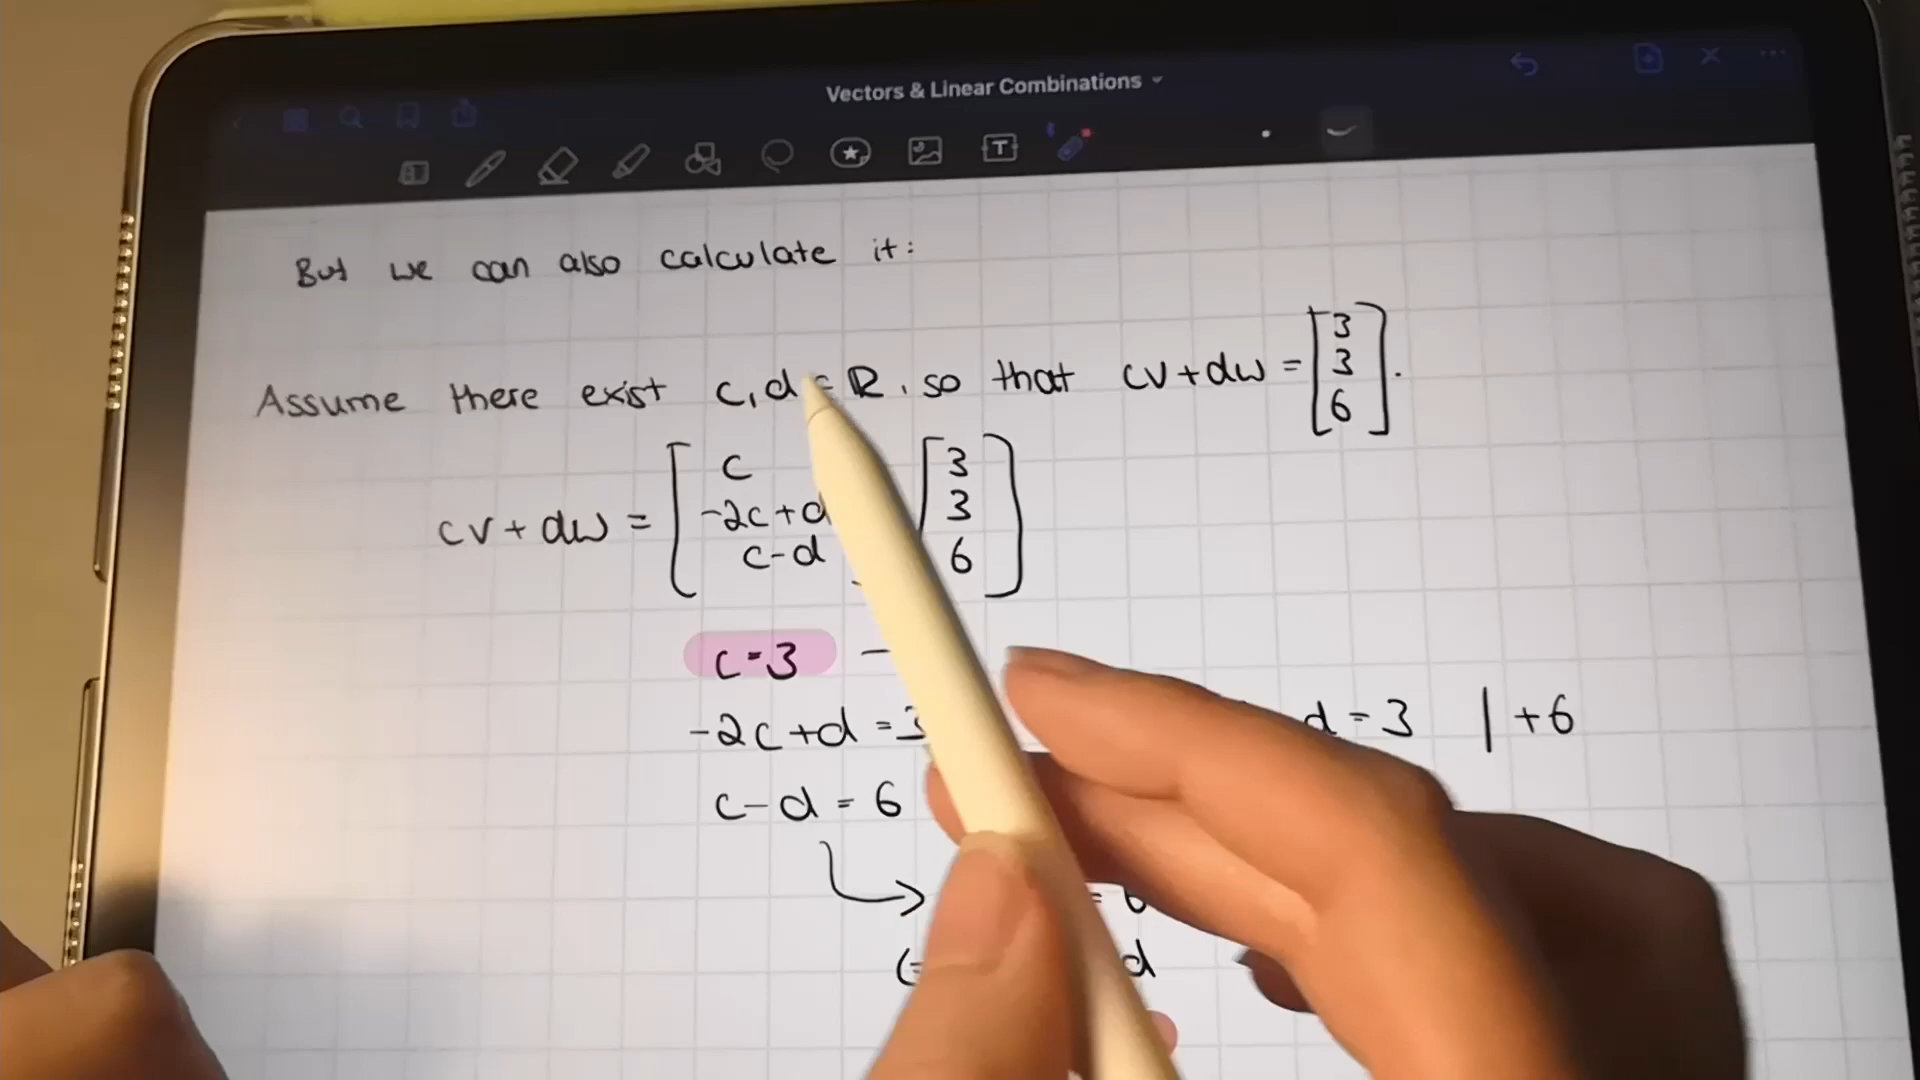 Vectors & Linear Combinations
T
But we can also calculate it:
Assume there exist c, d ∈ R, so that cv + dw = [3 3 6].
cv + dw = [c -2c+d c-d] [3 3 6]
c = 3 -
-2c + d = 3
d = 3 | + 6
c - d = 6
= 6
d